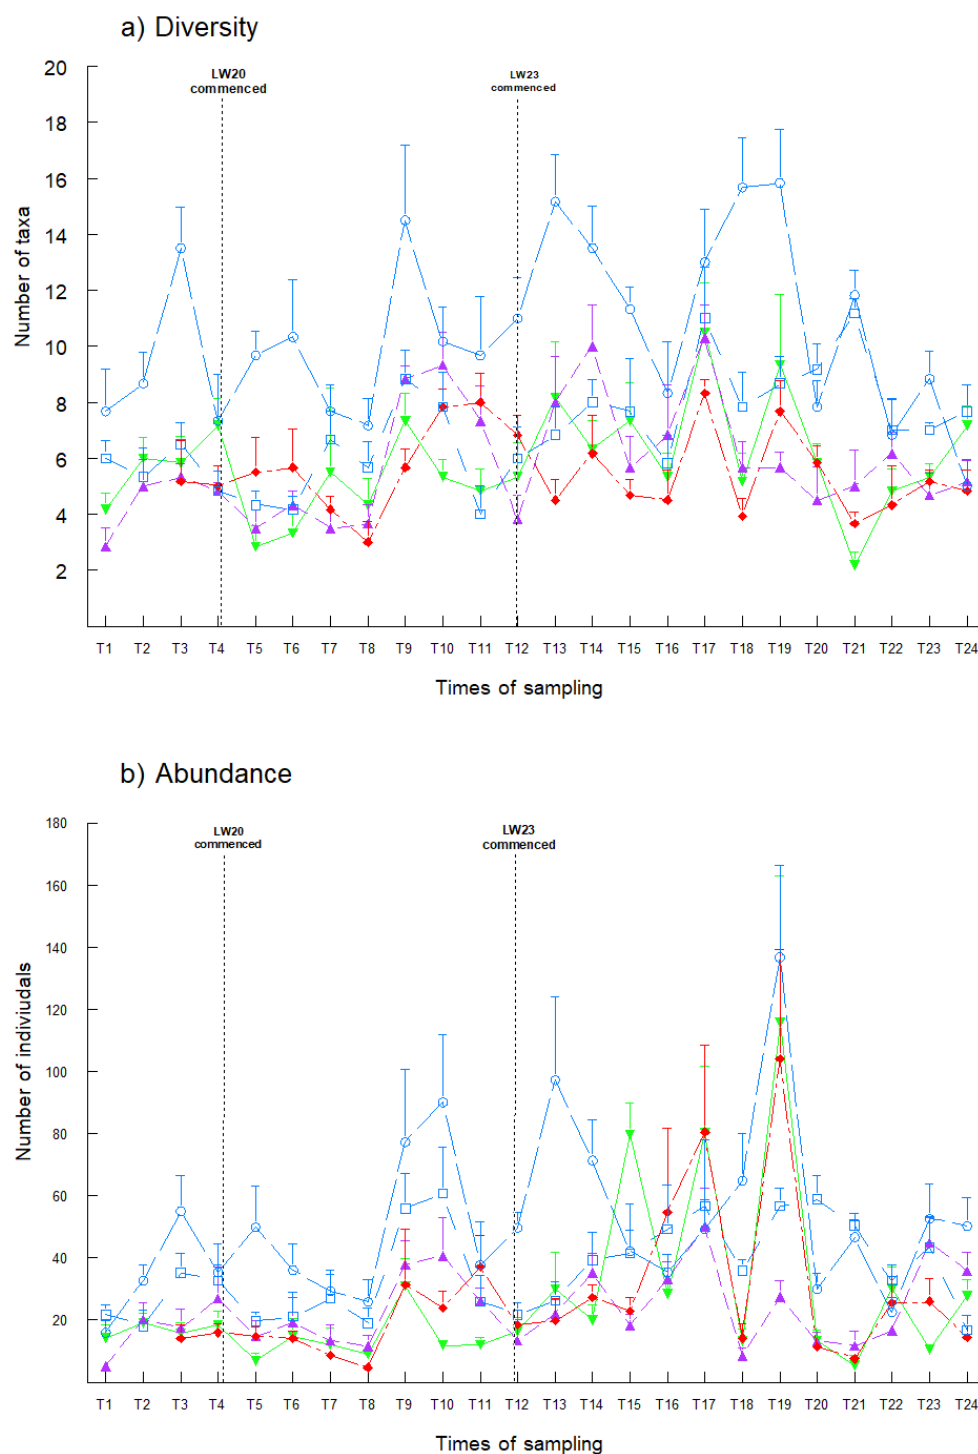 a) Diversity
LW20
commenced
LW23
commenced
Number of taxa
20
18
16
14
12
10
8
6
4
2
T1 T2 T3 T4 T5 T6 T7 T8 T9 T10 T11 T12 T13 T14 T15 T16 T17 T18 T19 T20 T21 T22 T23 T24
Times of sampling
b) Abundance
LW20
commenced
LW23
commenced
Number of indiviudals
180
160
140
120
100
80
60
40
20
T1 T2 T3 T4 T5 T6 T7 T8 T9 T10 T11 T12 T13 T14 T15 T16 T17 T18 T19 T20 T21 T22 T23 T24
Times of sampling